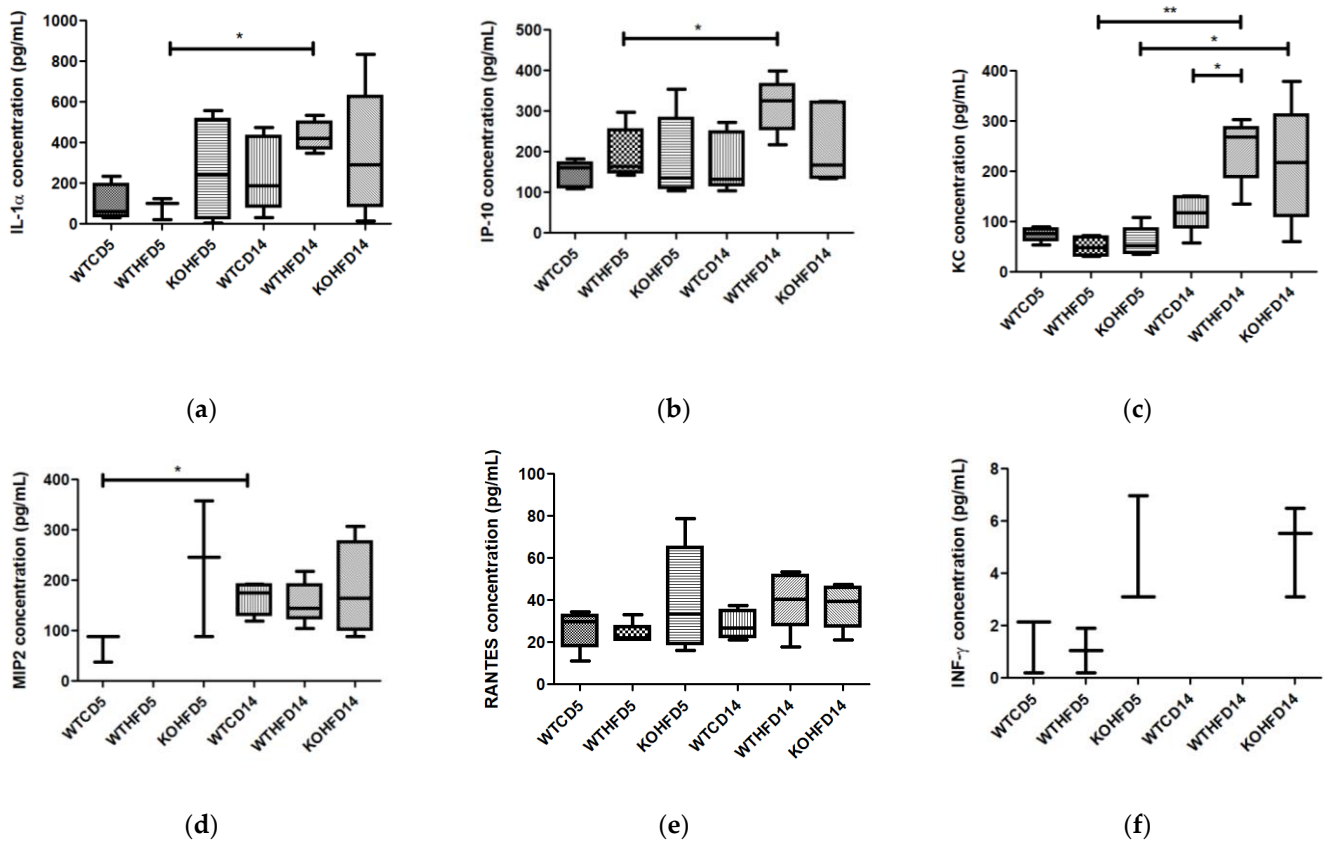 IL-1α concentration (pg/mL)
1000
800
600
400
200
0
*
WTCD5
WTHFD5
KOHFD5
WTCD14
WTHFD14
KOHFD14
(a)
IP-10 concentration (pg/mL)
500
400
300
200
100
0
*
WTCD5
WTHFD5
KOHFD5
WTCD14
WTHFD14
KOHFD14
(b)
KC concentration (pg/mL)
**
*
*
400
300
200
100
0
WTCD5
WTHFD5
KOHFD5
WTCD14
WTHFD14
KOHFD14
(c)
MIP2 concentration (pg/mL)
400
300
200
100
0
*
WTCD5
WTHFD5
KOHFD5
WTCD14
WTHFD14
KOHFD14
(d)
RANTES concentration (pg/mL)
100
80
60
40
20
0
WTCD5
WTHFD5
KOHFD5
WTCD14
WTHFD14
KOHFD14
(e)
INF-γ concentration (pg/mL)
8
6
4
2
0
WTCD5
WTHFD5
KOHFD5
WTCD14
WTHFD14
KOHFD14
(f)